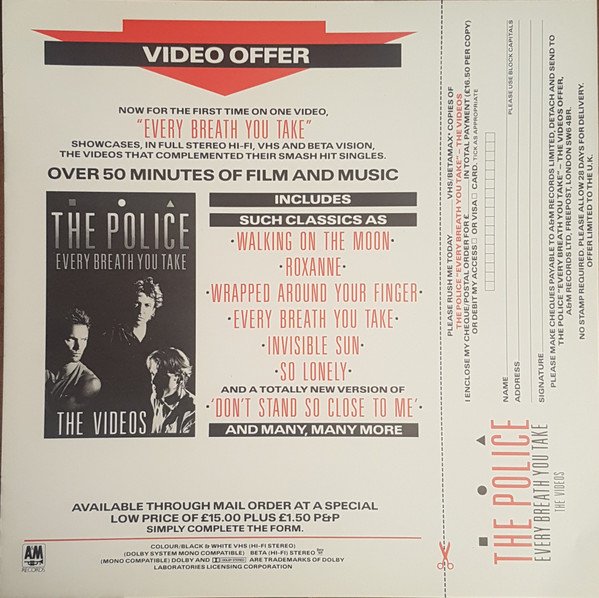 VIDEO OFFER
NOW FOR THE FIRST TIME ON ONE VIDEO,
"EVERY BREATH YOU TAKE"
SHOWCASES, IN FULL STEREO HI-FI, VHS AND BETA VISION,
THE VIDEOS THAT COMPLEMENTED THEIR SMASH HIT SINGLES.
OVER 50 MINUTES OF FILM AND MUSIC
THE POLICE
EVERY BREATH YOU TAKE
THE VIDEOS
INCLUDES
SUCH CLASSICS AS
·WALKING ON THE MOON·
·ROXANNE·
·WRAPPED AROUND YOUR FINGER·
·EVERY BREATH YOU TAKE·
·INVISIBLE SUN·
·SO LONELY·
AND A TOTALLY NEW VERSION OF
·'DON'T STAND SO CLOSE TO ME'·
AND MANY, MANY MORE
AVAILABLE THROUGH MAIL ORDER AT A SPECIAL
LOW PRICE OF £15.00 PLUS £1.50 P&P
SIMPLY COMPLETE THE FORM.
AM
RECORDS
COLOUR/BLACK & WHITE VHS (HI-FI STEREO)
(DOLBY SYSTEM MONO COMPATIBLE) BETA (HI-FI) STEREO
(MONO COMPATIBLE) DOLBY AND DOLBY STEREO ARE TRADEMARKS OF DOLBY
LABORATORIES LICENSING CORPORATION
THE POLICE
EVERY BREATH YOU TAKE
THE VIDEOS
PLEASE RUSH ME TODAY VHS/BETAMAX* COPIES OF
THE POLICE "EVERY BREATH YOU TAKE" – THE VIDEOS
I ENCLOSE MY CHEQUE/POSTAL ORDER FOR £ IN TOTAL PAYMENT (£16.50 PER COPY)
OR DEBIT MY ACCESS □ OR VISA □ CARD. TICK AS APPROPRIATE
NAME
PLEASE USE BLOCK CAPITALS
ADDRESS
SIGNATURE
PLEASE MAKE CHEQUES PAYABLE TO A&M RECORDS LIMITED. DETACH AND SEND TO
THE POLICE "EVERY BREATH YOU TAKE" – THE VIDEOS OFFER,
A&M RECORDS LTD. FREEPOST, LONDON SW6 4BR.
NO STAMP REQUIRED. PLEASE ALLOW 28 DAYS FOR DELIVERY.
OFFER LIMITED TO THE U.K.